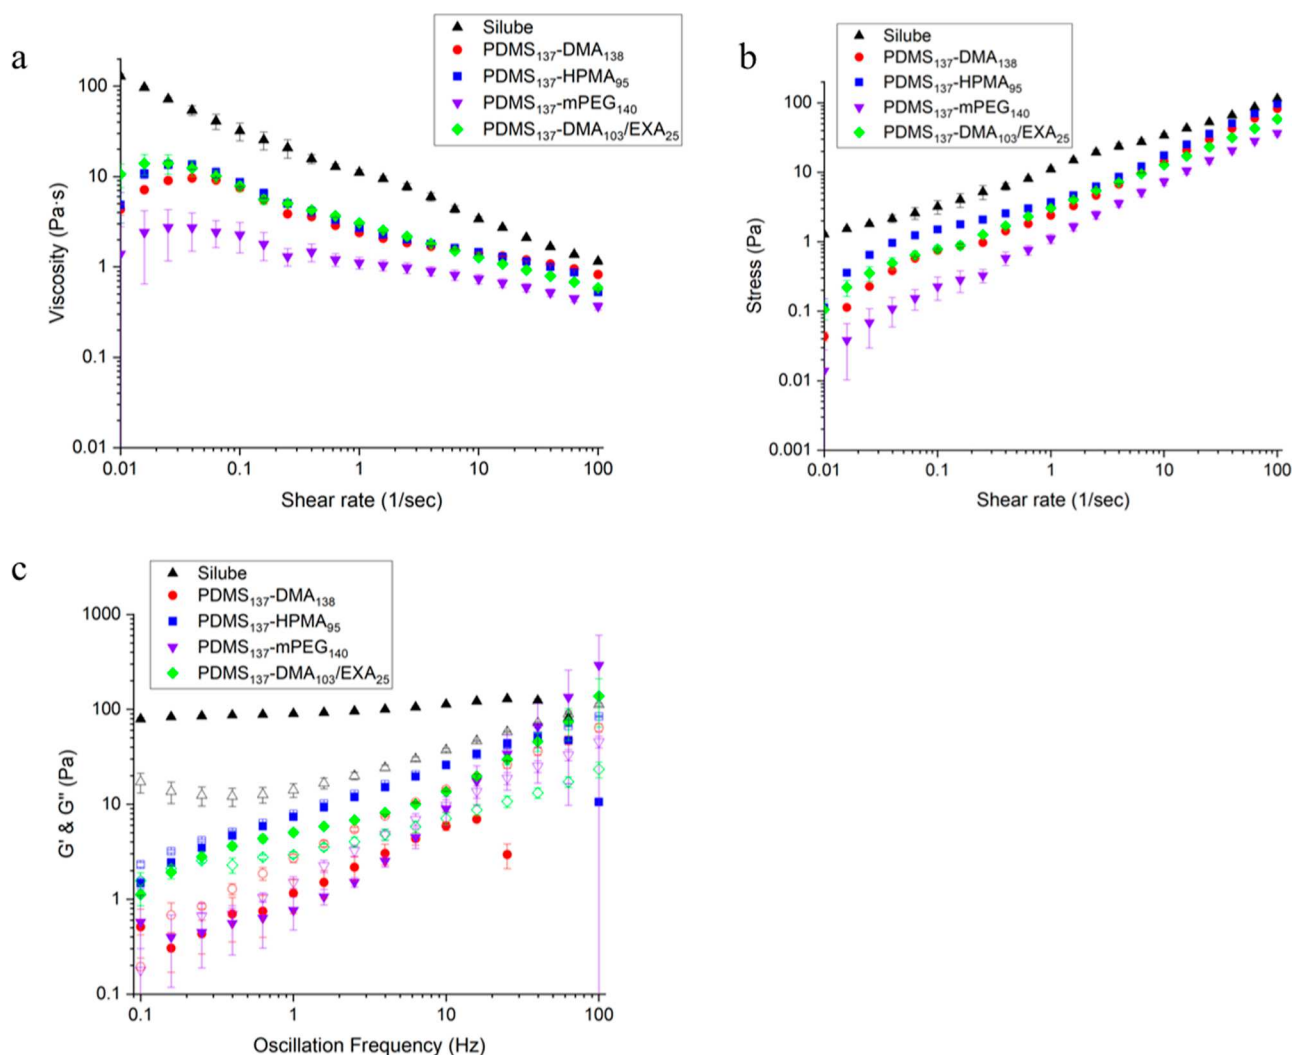 a
Silube
PDMS₁₃₇-DMA₁₃₈
PDMS₁₃₇-HPMA₉₅
PDMS₁₃₇-mPEG₁₄₀
PDMS₁₃₇-DMA₁₀₃/EXA₂₅
100
10
1
0.1
0.01
Viscosity (Pa·s)
0.01 0.1 1 10 100
Shear rate (1/sec)
b
Silube
PDMS₁₃₇-DMA₁₃₈
PDMS₁₃₇-HPMA₉₅
PDMS₁₃₇-mPEG₁₄₀
PDMS₁₃₇-DMA₁₀₃/EXA₂₅
100
10
1
0.1
0.01
0.001
Stress (Pa)
0.01 0.1 1 10 100
Shear rate (1/sec)
c
Silube
PDMS₁₃₇-DMA₁₃₈
PDMS₁₃₇-HPMA₉₅
PDMS₁₃₇-mPEG₁₄₀
PDMS₁₃₇-DMA₁₀₃/EXA₂₅
1000
100
10
1
0.1
G' & G" (Pa)
0.1 1 10 100
Oscillation Frequency (Hz)